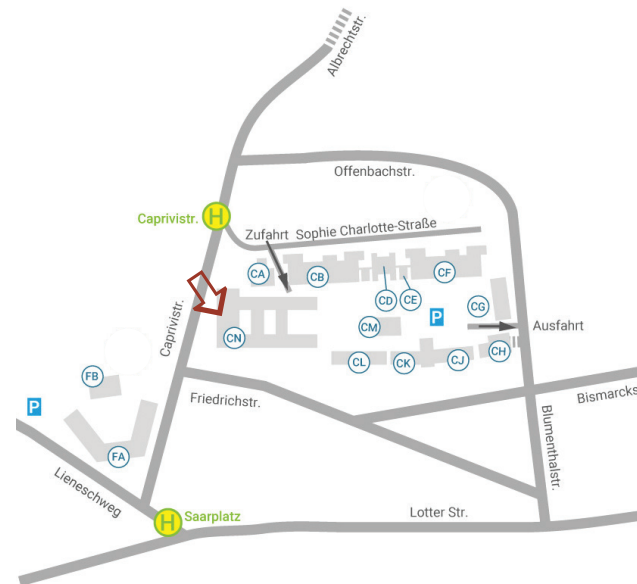 Albrechtstr.
Offenbachstr.
Caprivistr.
H
Zufahrt Sophie Charlotte-Straße
CA
CB
CD
CE
CF
CG
Caprivistr.
CN
CM
P
Ausfahrt
CL
CK
CJ
CH
FB
P
Friedrichstr.
Bismarcks
Blumenthalstr.
FA
Lieneschweg
H
Saarplatz
Lotter Str.